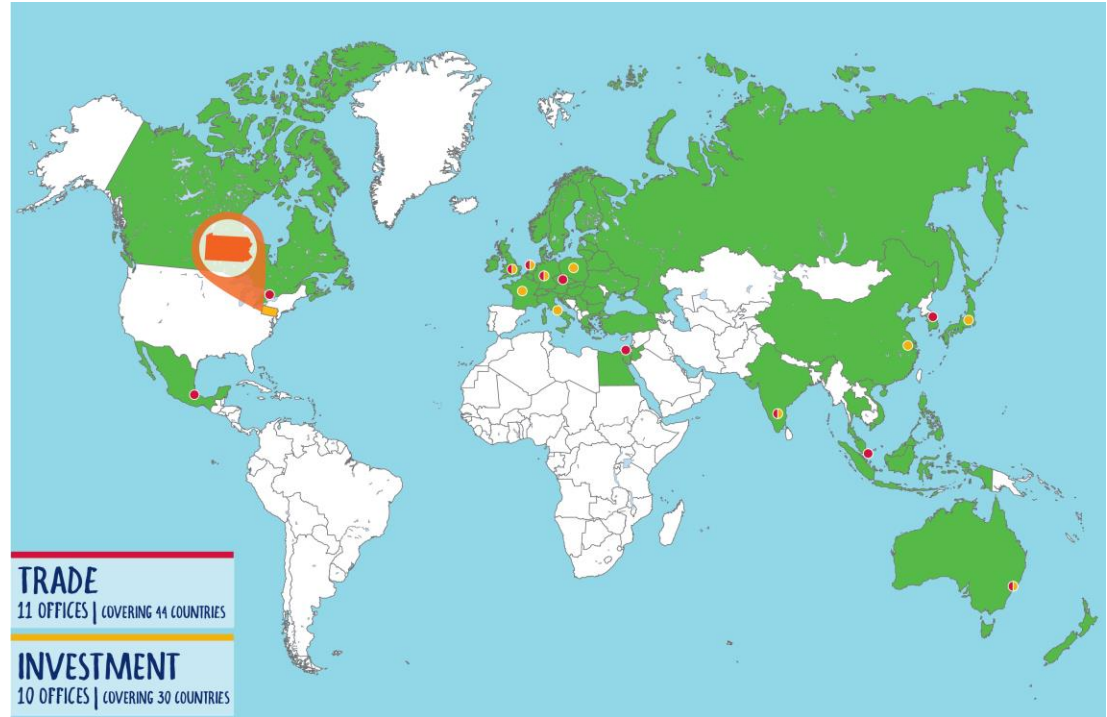 TRADE
11 OFFICES | COVERING 44 COUNTRIES
INVESTMENT
10 OFFICES | COVERING 30 COUNTRIES